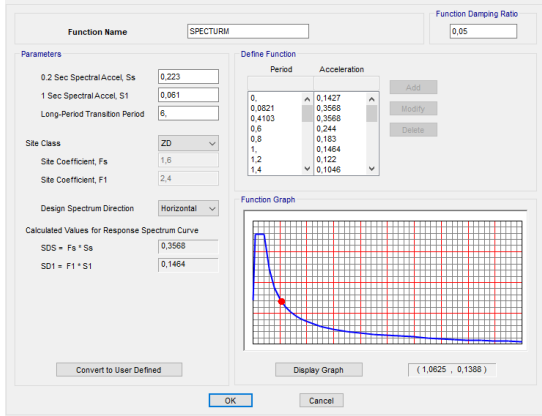 Function Damping Ratio
Function Name
SPECTURM
0,05
Parameters
0.2 Sec Spectral Accel, Ss
0,223
1 Sec Spectral Accel, S1
0,061
Long-Period Transition Period
6,
Site Class
ZD
Site Coefficient, Fs
1,6
Site Coefficient, F1
2,4
Design Spectrum Direction
Horizontal
Calculated Values for Response Spectrum Curve
SDS = Fs * Ss
0,3568
SD1 = F1 * S1
0,1464
Convert to User Defined
Define Function
Period Acceleration
0, 0,1427
0,0821 0,3568
0,4103 0,3568
0,6 0,244
0,8 0,183
1, 0,1464
1,2 0,122
1,4 0,1046
Add
Modify
Delete
Function Graph
Display Graph
( 1,0625 , 0,1388 )
OK
Cancel